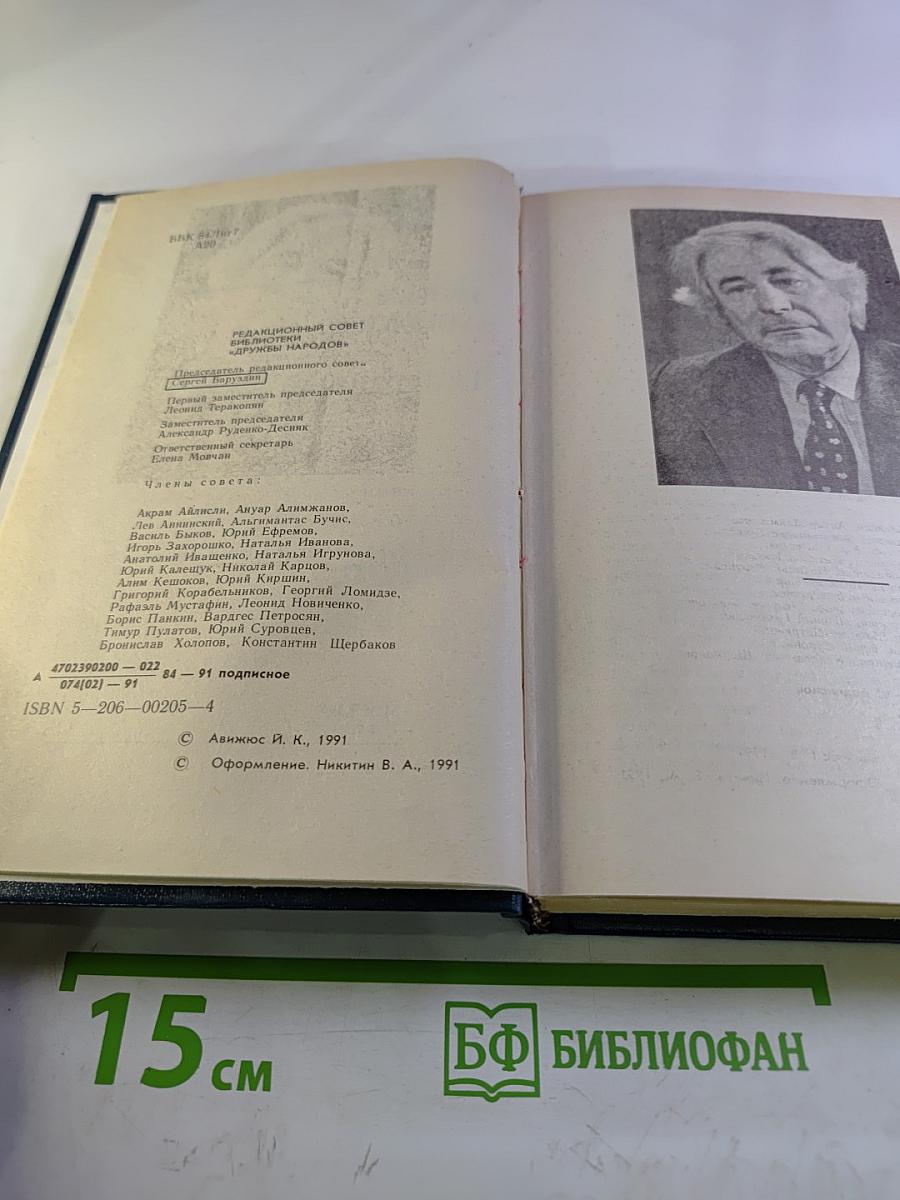 ББК 84Лит7
А20
РЕДАКЦИОННЫЙ СОВЕТ
БИБЛИОТЕКИ
«ДРУЖБЫ НАРОДОВ»
Председатель редакционного совета
Сергей Баруздин
Первый заместитель председателя
Леонид Теракопян
Заместитель председателя
Александр Руденко-Десняк
Ответственный секретарь
Елена Мовчан
Члены совета:
Акрам Айлисли, Ануар Алимжанов,
Лев Аннинский, Альгимантас Бучис,
Василь Быков, Юрий Ефремов,
Игорь Захорошко, Наталья Иванова,
Анатолий Иващенко, Наталья Игрунова,
Юрий Калещук, Николай Карцов,
Алим Кешоков, Юрий Киршин,
Григорий Корабельников, Георгий Ломидзе,
Рафаэль Мустафин, Леонид Новиченко,
Борис Панкин, Вардгес Петросян,
Тимур Пулатов, Юрий Суровцев,
Бронислав Холопов, Константин Щербаков
А 4702390200 — 022
074(02) — 91 84 — 91 подписное
ISBN 5—206—00205—4
© Авижюс Й. К., 1991
© Оформление. Никитин В. А., 1991
15 см
БФ БИБЛИОФАН